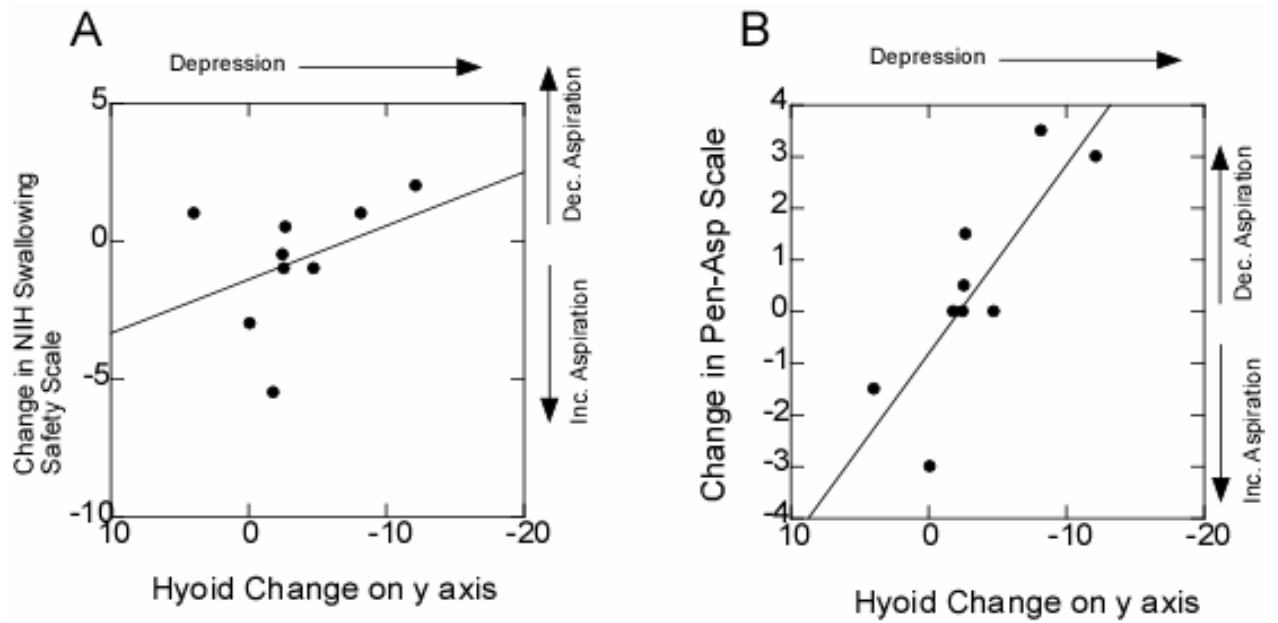 A
Depression
5
0
-5
-10
10
0
-10
-20
Change in NIH Swallowing
Safety Scale
Dec. Aspiration
Inc. Aspiration
Hyoid Change on y axis
B
Depression
4
3
2
1
0
-1
-2
-3
-4
10
0
-10
-20
Change in Pen-Asp Scale
Dec. Aspiration
Inc. Aspiration
Hyoid Change on y axis